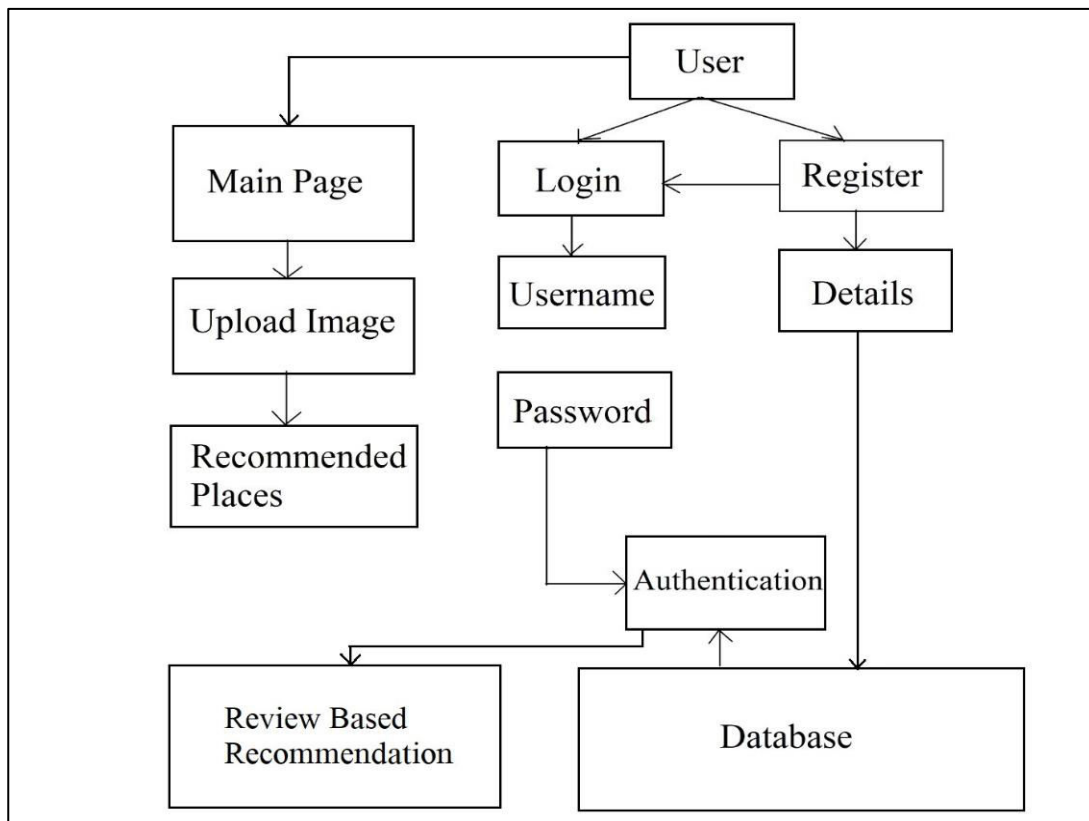 User
Main Page
Login
Register
Username
Details
Upload Image
Password
Recommended
Places
Authentication
Review Based
Recommendation
Database